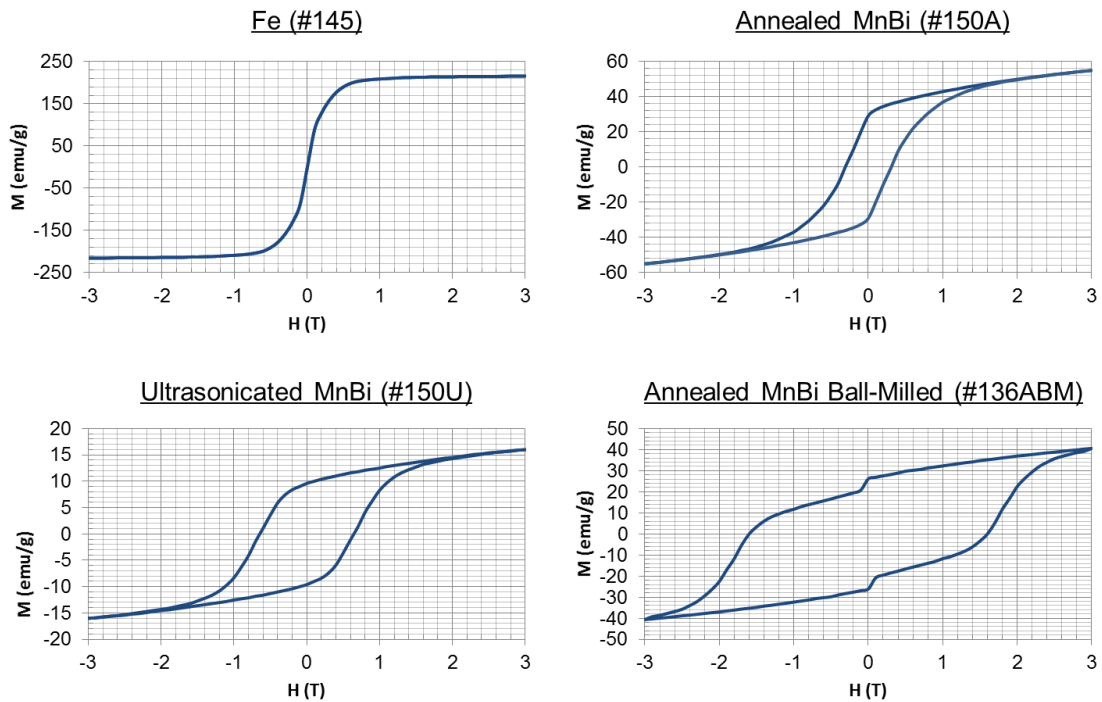 Fe (#145)
250
150
50
-50
-150
-250
M (emu/g)
-3 -2 -1 0 1 2 3
H (T)
Annealed MnBi (#150A)
60
40
20
0
-20
-40
-60
M (emu/g)
-3 -2 -1 0 1 2 3
H (T)
Ultrasonicated MnBi (#150U)
20
15
10
5
0
-5
-10
-15
-20
M (emu/g)
-3 -2 -1 0 1 2 3
H (T)
Annealed MnBi Ball-Milled (#136ABM)
50
40
30
20
10
0
-10
-20
-30
-40
-50
M (emu/g)
-3 -2 -1 0 1 2 3
H (T)